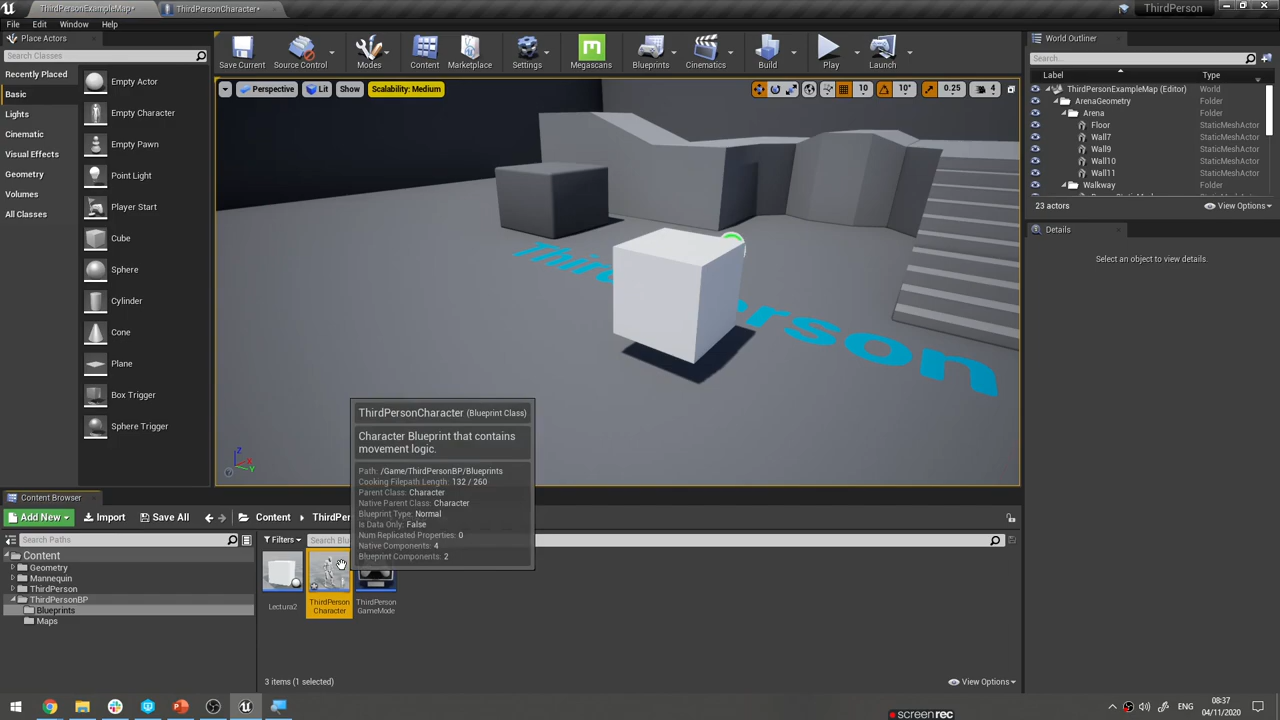 ThirdPersonExampleMap*
ThirdPersonCharacter*
ThirdPerson
File Edit Window Help
Place Actors
Search Classes
Recently Placed
Basic
Lights
Cinematic
Visual Effects
Geometry
Volumes
All Classes
Empty Actor
Empty Character
Empty Pawn
Point Light
Player Start
Cube
Sphere
Cylinder
Cone
Plane
Box Trigger
Sphere Trigger
Save Current
Source Control
Modes
Content
Marketplace
Settings
Megascans
Blueprints
Cinematics
Build
Play
Launch
Perspective
Lit
Show
Scalability: Medium
10
10°
0.25
4
World Outliner
Search...
Label Type
ThirdPersonExampleMap (Editor) World
ArenaGeometry Folder
Arena Folder
Floor StaticMeshActor
Wall7 StaticMeshActor
Wall9 StaticMeshActor
Wall10 StaticMeshActor
Wall11 StaticMeshActor
Walkway Folder
23 actors
View Options
Details
Select an object to view details.
ThirdPersonCharacter (Blueprint Class)
Character Blueprint that contains
movement logic.
Path: /Game/ThirdPersonBP/Blueprints
Cooking Filepath Length: 132 / 260
Parent Class: Character
Native Parent Class: Character
Blueprint Type: Normal
Is Data Only: False
Num Replicated Properties: 0
Native Components: 4
Blueprint Components: 2
Content Browser
Add New
Import
Save All
Content
ThirdPer
Search Paths
Filters
Search Blu
Content
Geometry
Mannequin
ThirdPerson
ThirdPersonBP
Blueprints
Maps
Lectura2
ThirdPerson
Character
ThirdPerson
GameMode
3 items (1 selected)
View Options
ENG
08:37
04/11/2020
screenrec